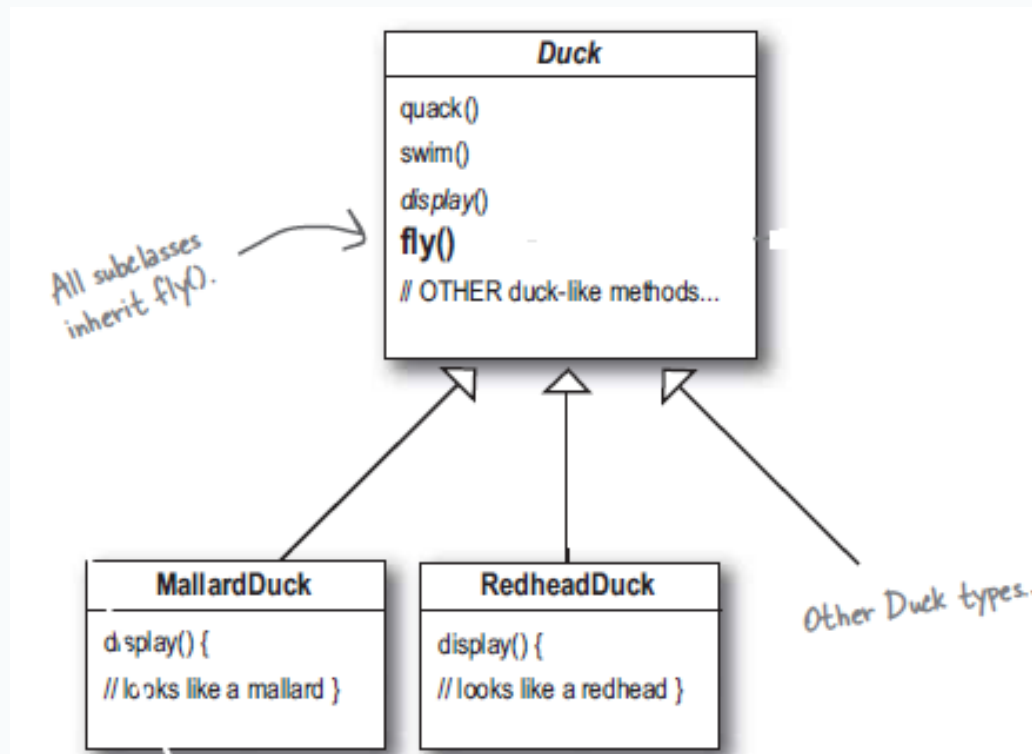 Duck
quack()
swim()
display()
fly()
// OTHER duck-like methods...
All subclasses
inherit fly().
MallardDuck
display() {
// looks like a mallard }
RedheadDuck
display() {
// looks like a redhead }
Other Duck types.